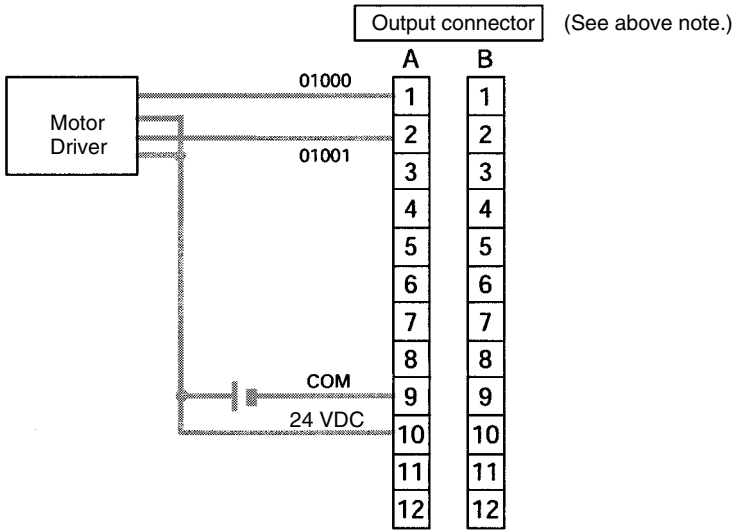 Output connector (See above note.)
A B
01000
1 1
Motor
Driver
2 2
01001
3 3
4 4
5 5
6 6
7 7
8 8
COM
9 9
24 VDC
10 10
11 11
12 12